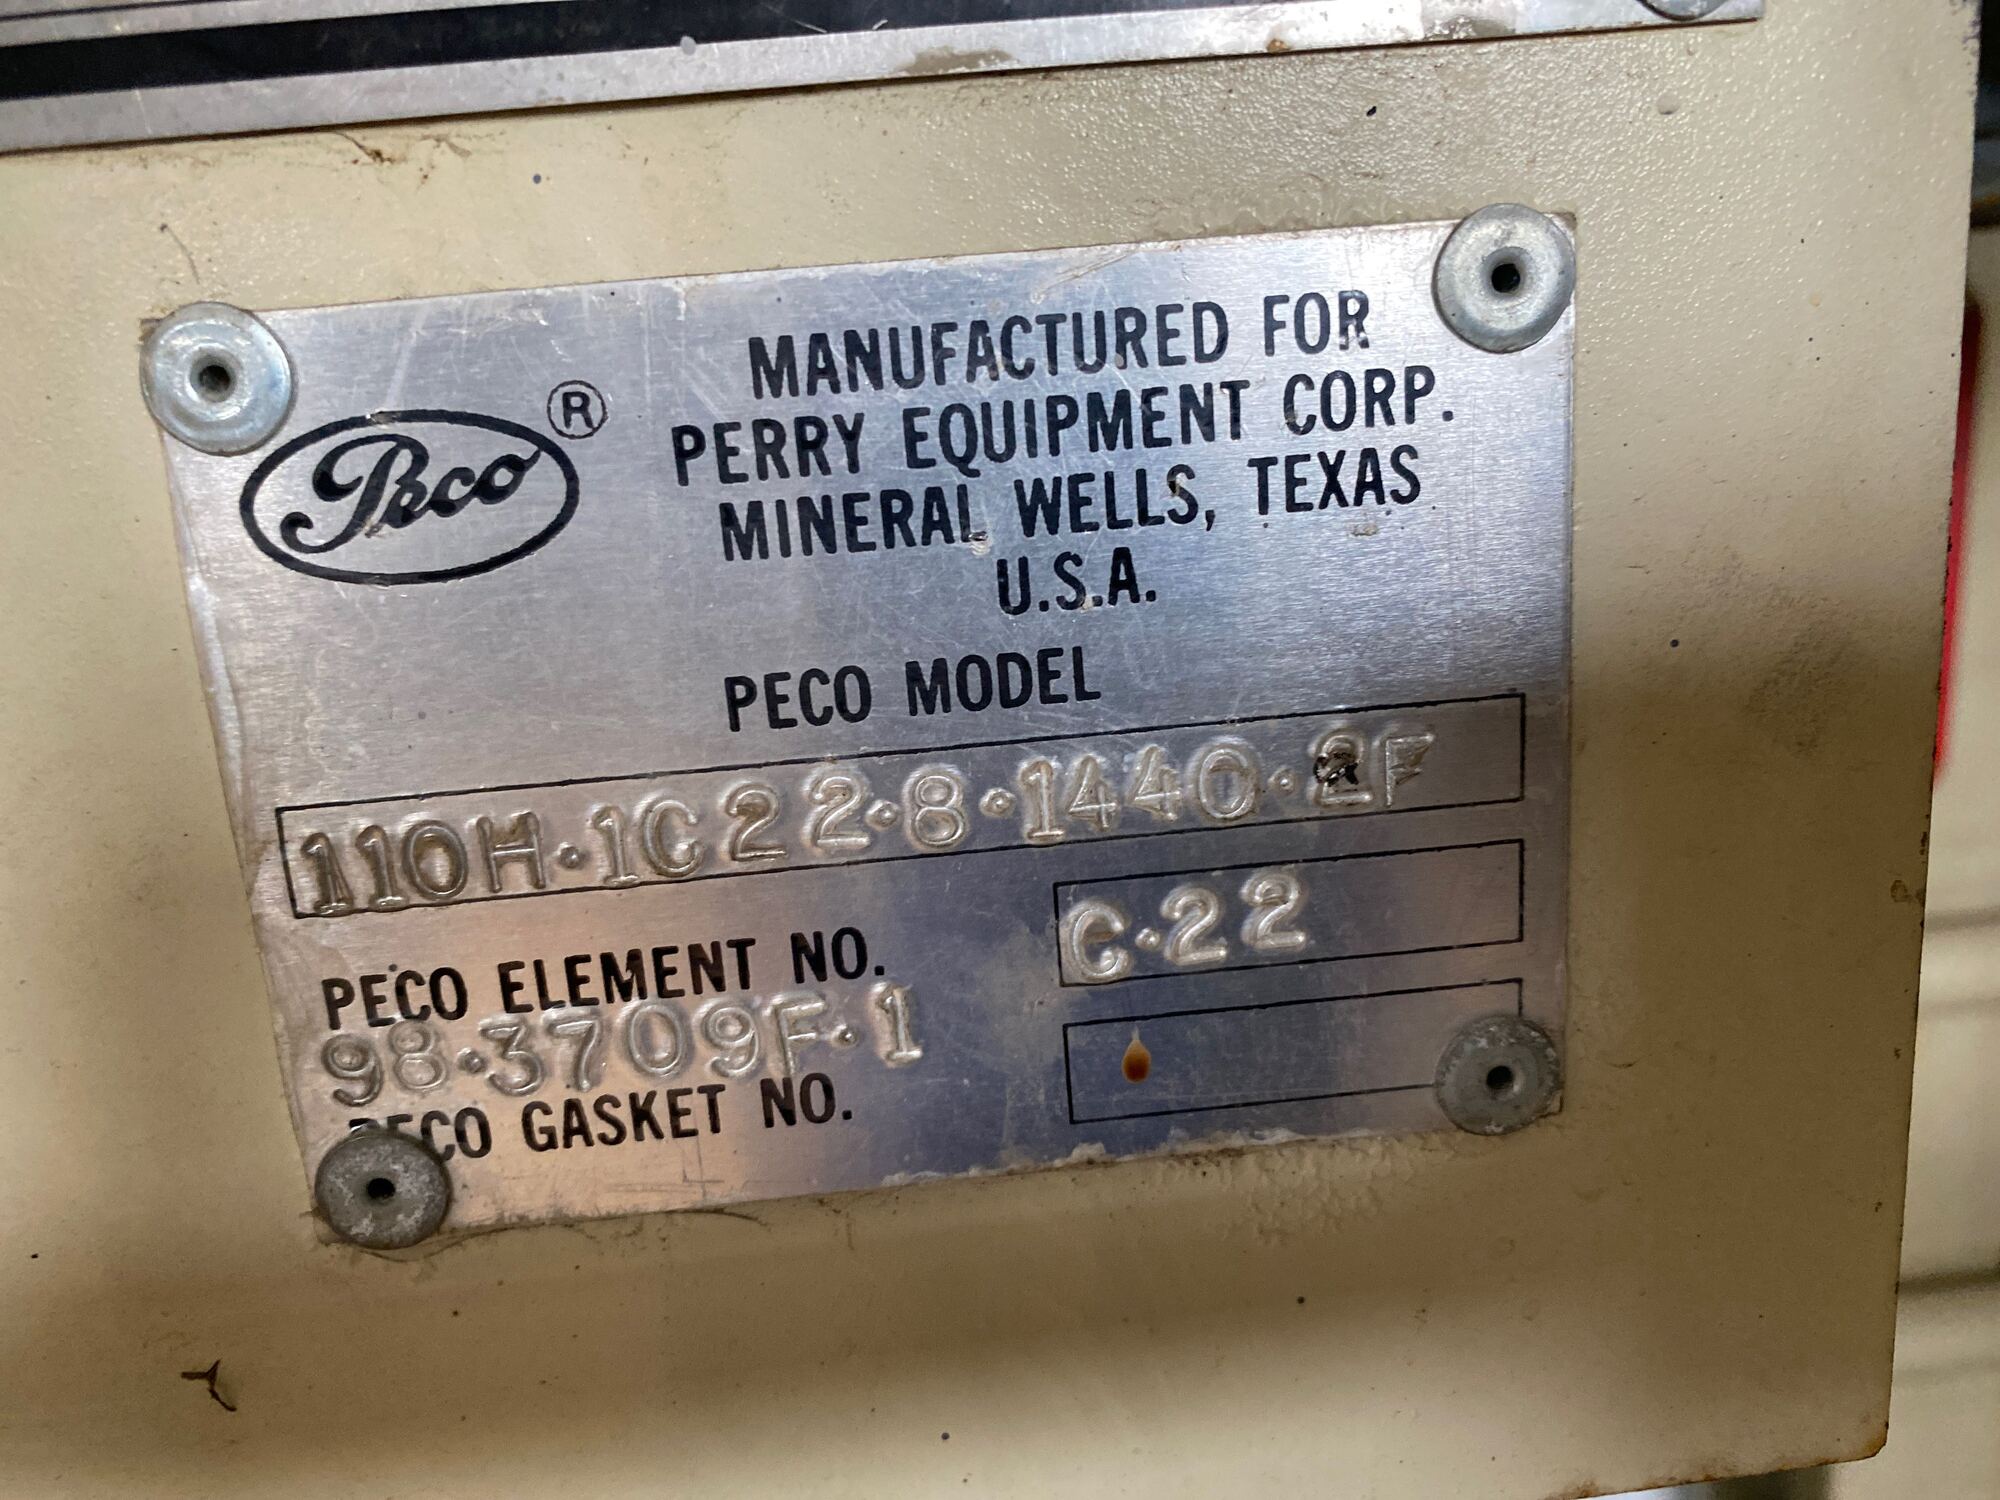 Peco ®
MANUFACTURED FOR
PERRY EQUIPMENT CORP.
MINERAL WELLS, TEXAS
U.S.A.
PECO MODEL
110H·1C22·8·1440·2F
PECO ELEMENT NO. C·22
98·3709F·1
PECO GASKET NO.